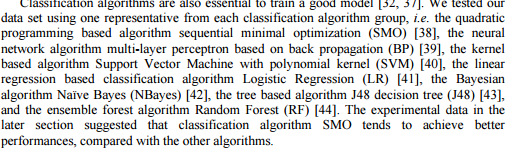 Classification algorithms are also essential to train a good model [32, 37]. We tested our
data set using one representative from each classification algorithm group, i.e. the quadratic
programming based algorithm sequential minimal optimization (SMO) [38], the neural
network algorithm multi-layer perceptron based on back propagation (BP) [39], the kernel
based algorithm Support Vector Machine with polynomial kernel (SVM) [40], the linear
regression based classification algorithm Logistic Regression (LR) [41], the Bayesian
algorithm Naïve Bayes (NBayes) [42], the tree based algorithm J48 decision tree (J48) [43],
and the ensemble forest algorithm Random Forest (RF) [44]. The experimental data in the
later section suggested that classification algorithm SMO tends to achieve better
performances, compared with the other algorithms.